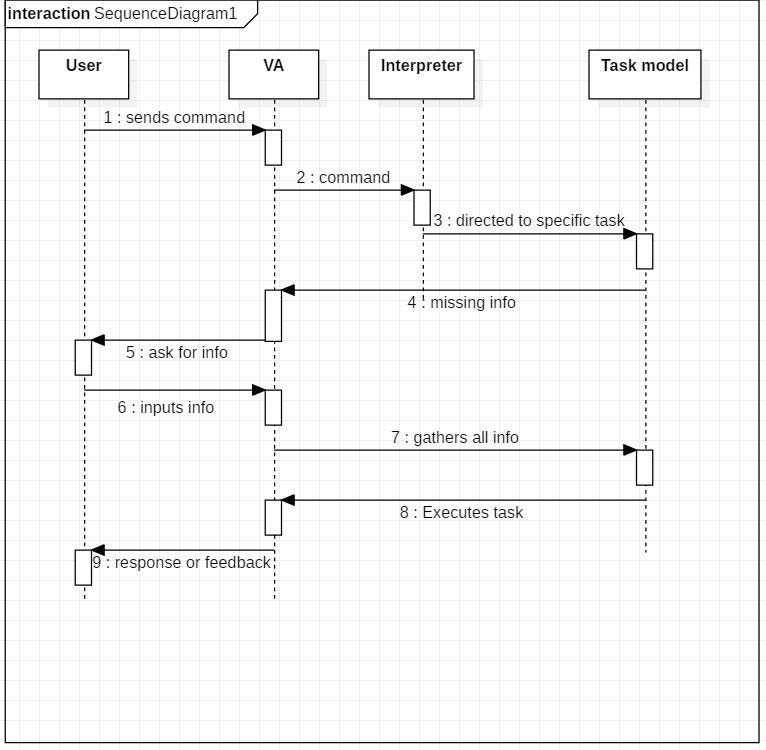 interaction SequenceDiagram1
User
VA
Interpreter
Task model
1 : sends command
2 : command
3 : directed to specific task
4 : missing info
5 : ask for info
6 : inputs info
7 : gathers all info
8 : Executes task
9 : response or feedback